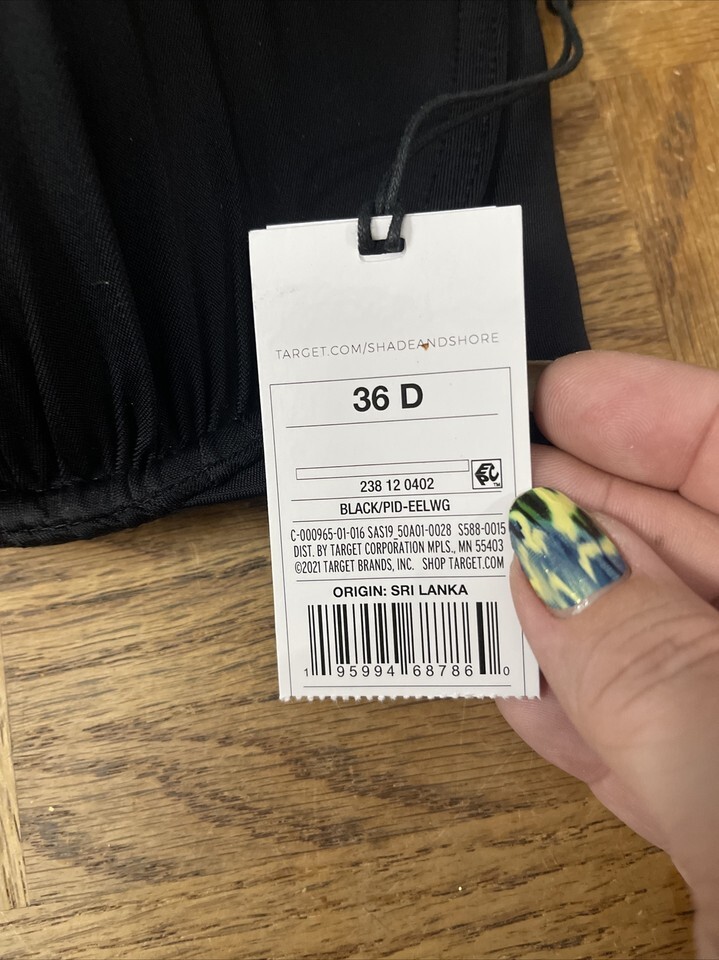 TARGET.COM/SHADEANDSHORE
36 D
238 12 0402
BLACK/PID-EELWG
C-000965-01-016 SAS19_50A01-0028 S588-0015
DIST. BY TARGET CORPORATION MPLS., MN 55403
©2021 TARGET BRANDS, INC. SHOP TARGET.COM
ORIGIN: SRI LANKA
1 95994 68786 0